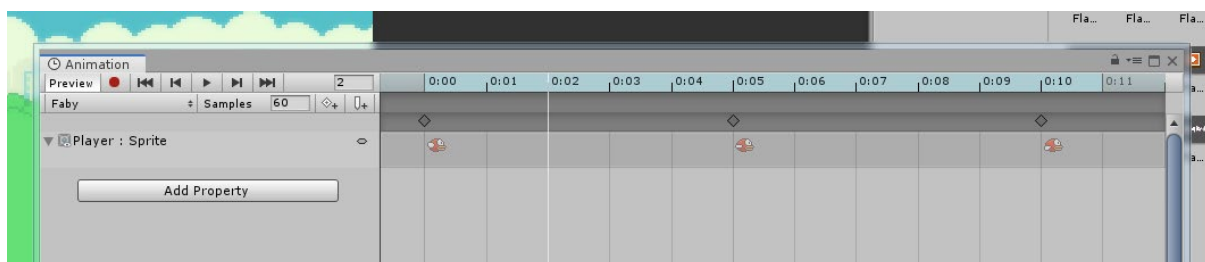 Fla... Fla... Fla...
Animation
Preview 2 0:00 0:01 0:02 0:03 0:04 0:05 0:06 0:07 0:08 0:09 0:10 0:11
Faby Samples 60
Player : Sprite
Add Property